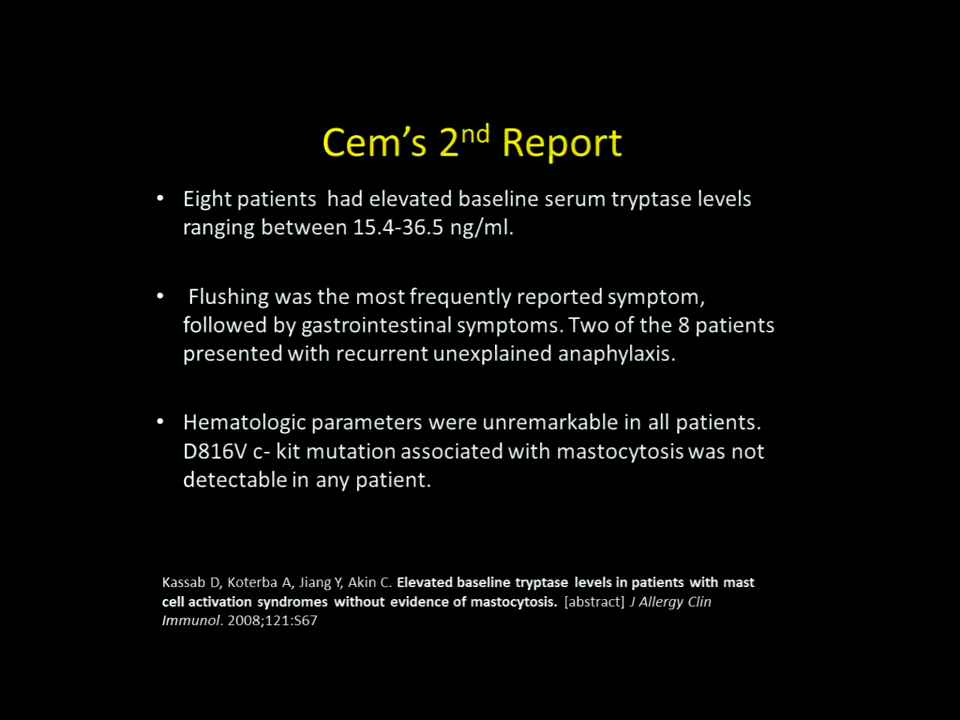 Cem’s 2nd Report
• Eight patients  had elevated baseline serum tryptase levels
ranging between 15.4-36.5 ng/ml.
•  Flushing was the most frequently reported symptom,
followed by gastrointestinal symptoms. Two of the 8 patients
presented with recurrent unexplained anaphylaxis.
• Hematologic parameters were unremarkable in all patients.
D816V c- kit mutation associated with mastocytosis was not
detectable in any patient.
Kassab D, Koterba A, Jiang Y, Akin C. Elevated baseline tryptase levels in patients with mast
cell activation syndromes without evidence of mastocytosis. [abstract] J Allergy Clin
Immunol. 2008;121:S67